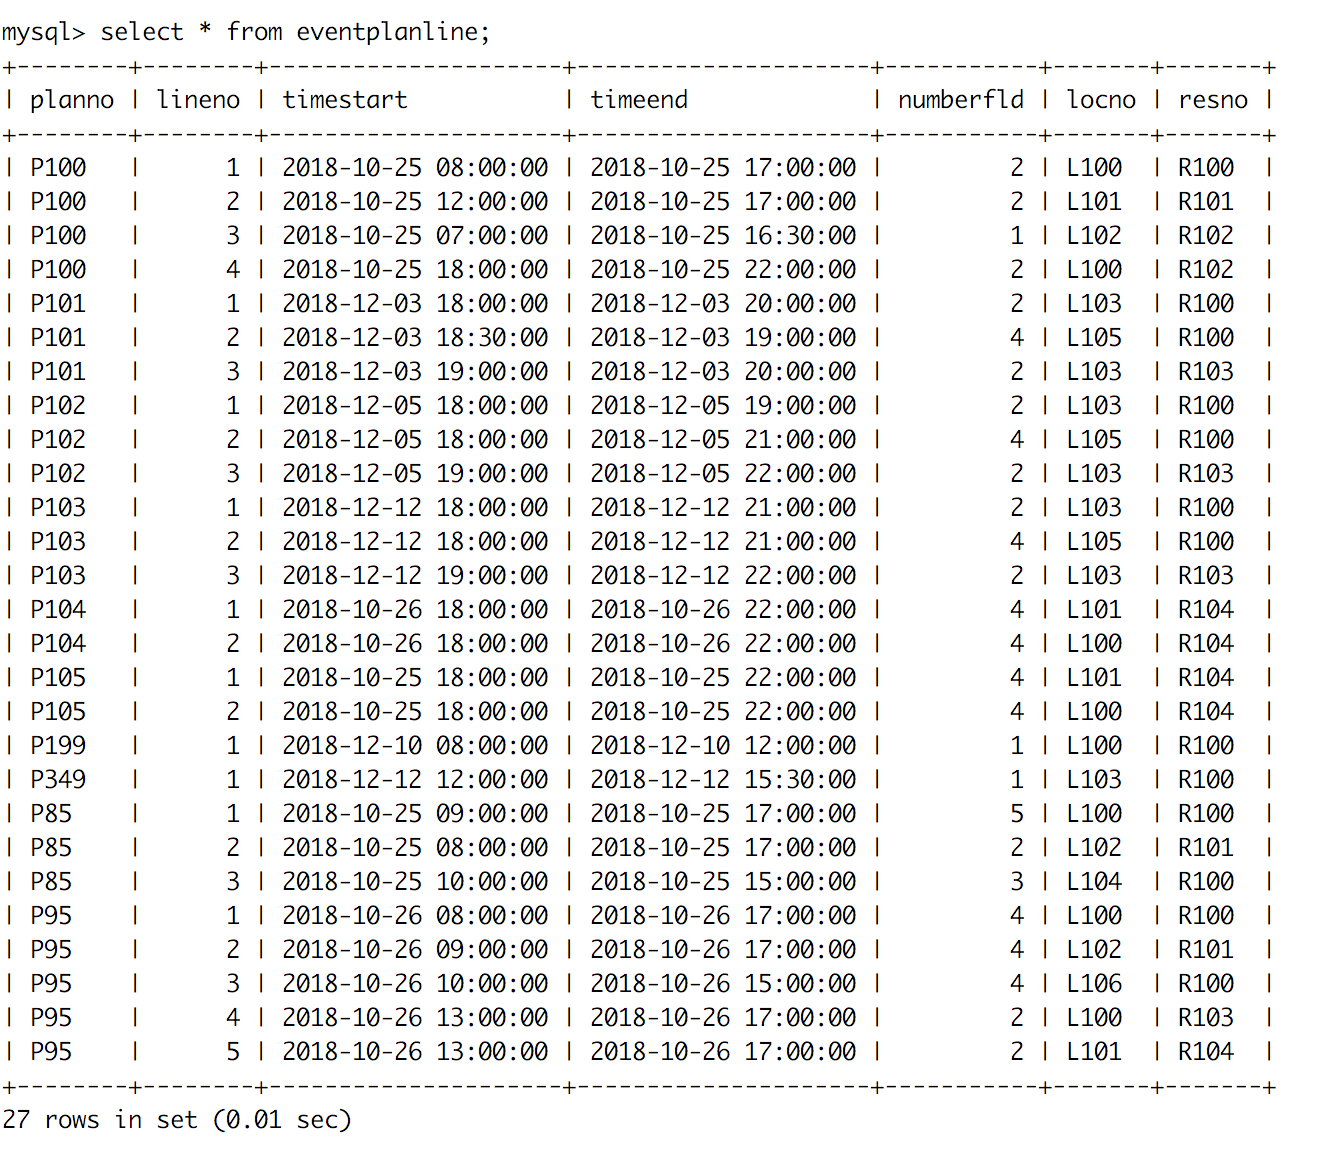 mysql> select * from eventplanline;
+--------+--------+---------------------+---------------------+-----------+-------+-------+
| planno | lineno | timestart           | timeend             | numberfld | locno | resno |
+--------+--------+---------------------+---------------------+-----------+-------+-------+
| P100   |      1 | 2018-10-25 08:00:00 | 2018-10-25 17:00:00 |         2 | L100  | R100  |
| P100   |      2 | 2018-10-25 12:00:00 | 2018-10-25 17:00:00 |         2 | L101  | R101  |
| P100   |      3 | 2018-10-25 07:00:00 | 2018-10-25 16:30:00 |         1 | L102  | R102  |
| P100   |      4 | 2018-10-25 18:00:00 | 2018-10-25 22:00:00 |         2 | L100  | R102  |
| P101   |      1 | 2018-12-03 18:00:00 | 2018-12-03 20:00:00 |         2 | L103  | R100  |
| P101   |      2 | 2018-12-03 18:30:00 | 2018-12-03 19:00:00 |         4 | L105  | R100  |
| P101   |      3 | 2018-12-03 19:00:00 | 2018-12-03 20:00:00 |         2 | L103  | R103  |
| P102   |      1 | 2018-12-05 18:00:00 | 2018-12-05 19:00:00 |         2 | L103  | R100  |
| P102   |      2 | 2018-12-05 18:00:00 | 2018-12-05 21:00:00 |         4 | L105  | R100  |
| P102   |      3 | 2018-12-05 19:00:00 | 2018-12-05 22:00:00 |         2 | L103  | R103  |
| P103   |      1 | 2018-12-12 18:00:00 | 2018-12-12 21:00:00 |         2 | L103  | R100  |
| P103   |      2 | 2018-12-12 18:00:00 | 2018-12-12 21:00:00 |         4 | L105  | R100  |
| P103   |      3 | 2018-12-12 19:00:00 | 2018-12-12 22:00:00 |         2 | L103  | R103  |
| P104   |      1 | 2018-10-26 18:00:00 | 2018-10-26 22:00:00 |         4 | L101  | R104  |
| P104   |      2 | 2018-10-26 18:00:00 | 2018-10-26 22:00:00 |         4 | L100  | R104  |
| P105   |      1 | 2018-10-25 18:00:00 | 2018-10-25 22:00:00 |         4 | L101  | R104  |
| P105   |      2 | 2018-10-25 18:00:00 | 2018-10-25 22:00:00 |         4 | L100  | R104  |
| P199   |      1 | 2018-12-10 08:00:00 | 2018-12-10 12:00:00 |         1 | L100  | R100  |
| P349   |      1 | 2018-12-12 12:00:00 | 2018-12-12 15:30:00 |         1 | L103  | R100  |
| P85    |      1 | 2018-10-25 09:00:00 | 2018-10-25 17:00:00 |         5 | L100  | R100  |
| P85    |      2 | 2018-10-25 08:00:00 | 2018-10-25 17:00:00 |         2 | L102  | R101  |
| P85    |      3 | 2018-10-25 10:00:00 | 2018-10-25 15:00:00 |         3 | L104  | R100  |
| P95    |      1 | 2018-10-26 08:00:00 | 2018-10-26 17:00:00 |         4 | L100  | R100  |
| P95    |      2 | 2018-10-26 09:00:00 | 2018-10-26 17:00:00 |         4 | L102  | R101  |
| P95    |      3 | 2018-10-26 10:00:00 | 2018-10-26 15:00:00 |         4 | L106  | R100  |
| P95    |      4 | 2018-10-26 13:00:00 | 2018-10-26 17:00:00 |         2 | L100  | R103  |
| P95    |      5 | 2018-10-26 13:00:00 | 2018-10-26 17:00:00 |         2 | L101  | R104  |
+--------+--------+---------------------+---------------------+-----------+-------+-------+
27 rows in set (0.01 sec)